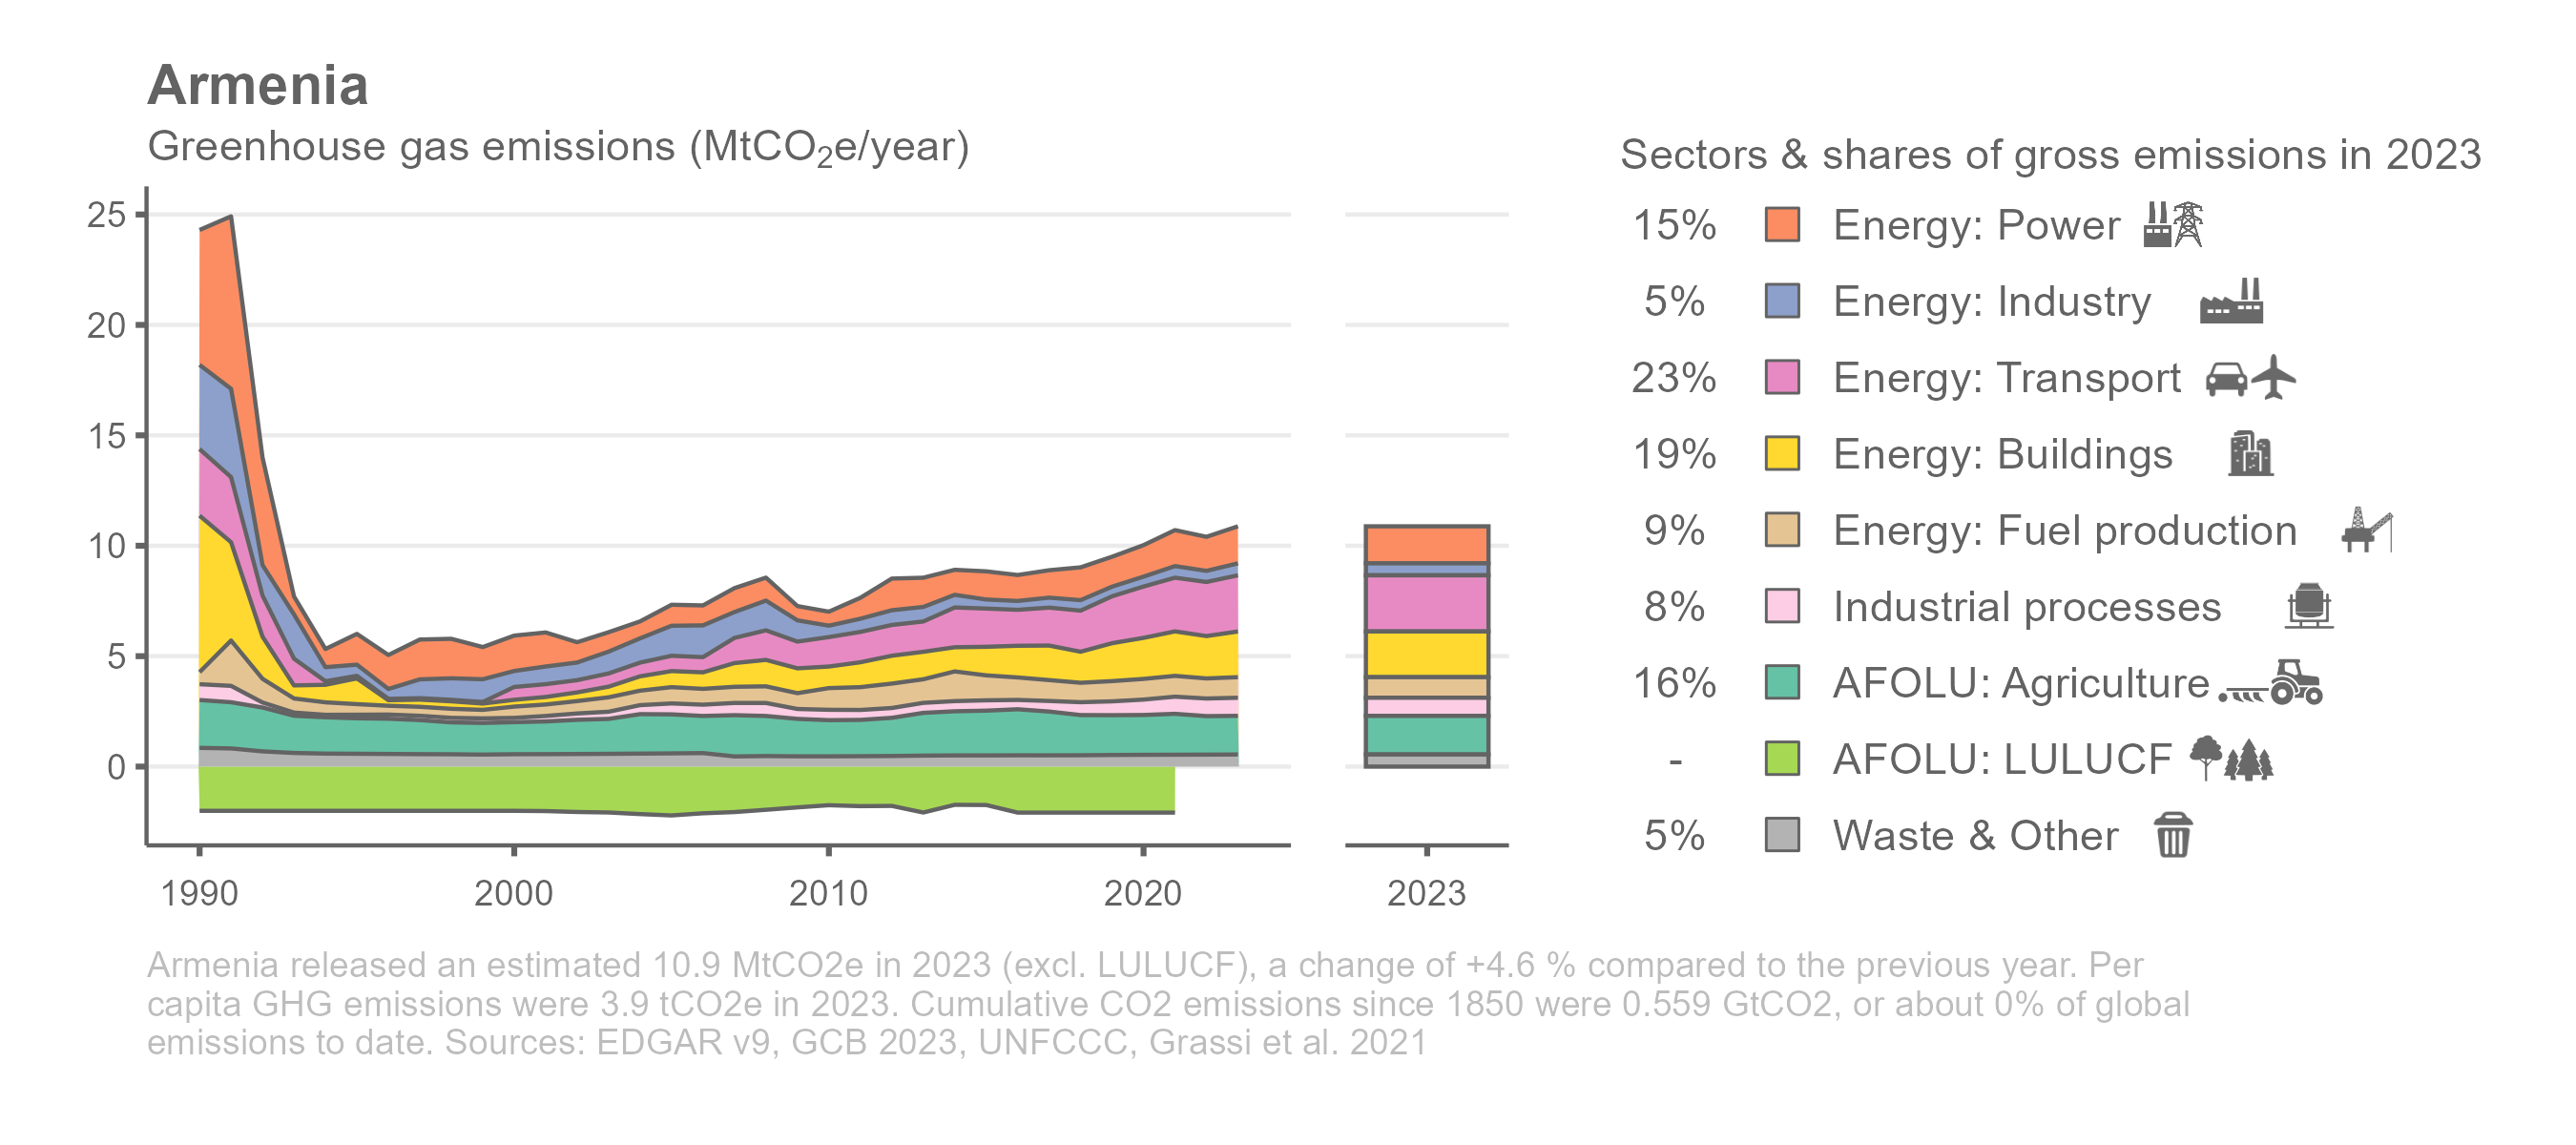 Armenia
Greenhouse gas emissions (MtCO₂e/year)
25
20
15
10
5
0
1990
2000
2010
2020
2023
Sectors & shares of gross emissions in 2023
15% Energy: Power
5% Energy: Industry
23% Energy: Transport
19% Energy: Buildings
9% Energy: Fuel production
8% Industrial processes
16% AFOLU: Agriculture
- AFOLU: LULUCF
5% Waste & Other
Armenia released an estimated 10.9 MtCO2e in 2023 (excl. LULUCF), a change of +4.6 % compared to the previous year. Per
capita GHG emissions were 3.9 tCO2e in 2023. Cumulative CO2 emissions since 1850 were 0.559 GtCO2, or about 0% of global
emissions to date. Sources: EDGAR v9, GCB 2023, UNFCCC, Grassi et al. 2021